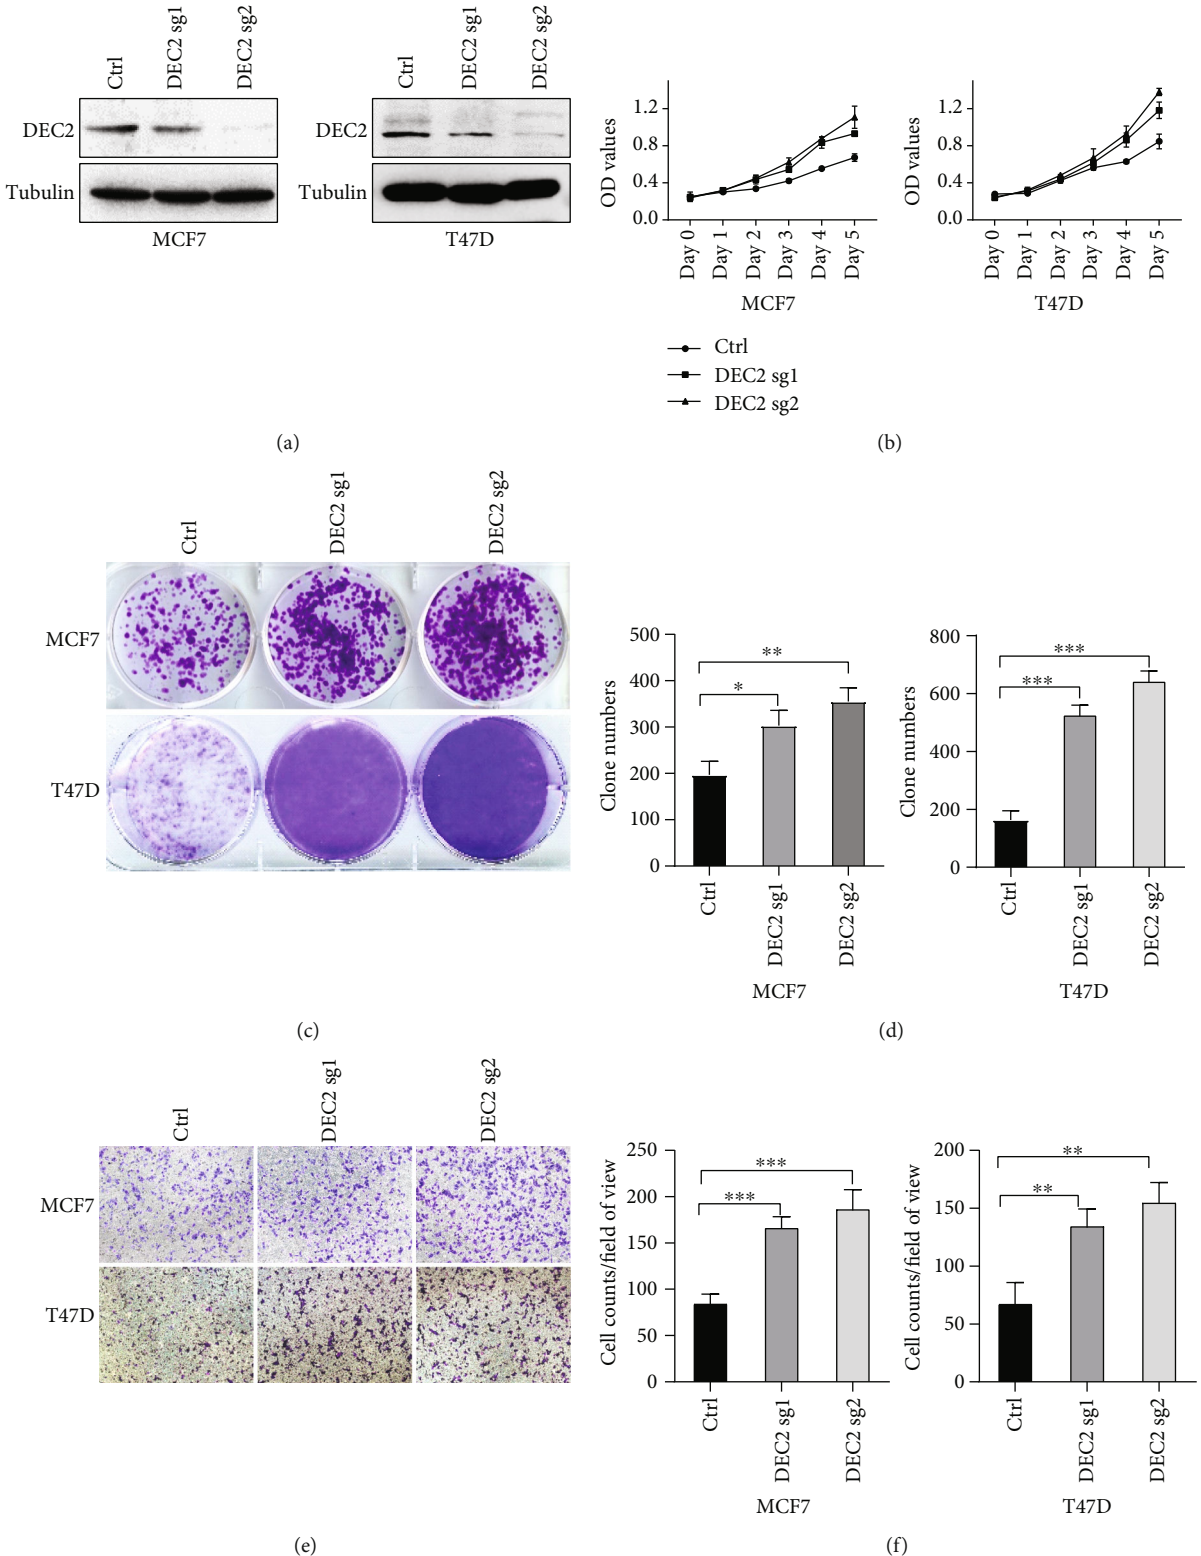 Ctrl
DEC2 sg1
DEC2 sg2
DEC2
Tubulin
MCF7
Ctrl
DEC2 sg1
DEC2 sg2
DEC2
Tubulin
T47D
(a)
OD values
1.2
0.8
0.4
0.0
Day 0
Day 1
Day 2
Day 3
Day 4
Day 5
MCF7
OD values
1.2
0.8
0.4
0.0
Day 0
Day 1
Day 2
Day 3
Day 4
Day 5
T47D
Ctrl
DEC2 sg1
DEC2 sg2
(b)
Ctrl
DEC2 sg1
DEC2 sg2
MCF7
T47D
(c)
Clone numbers
500
400
300
200
100
0
**
*
Ctrl
DEC2 sg1
DEC2 sg2
MCF7
Clone numbers
800
600
400
200
0
***
***
Ctrl
DEC2 sg1
DEC2 sg2
T47D
(d)
Ctrl
DEC2 sg1
DEC2 sg2
MCF7
T47D
(e)
Cell counts/field of view
250
200
150
100
50
0
***
***
Ctrl
DEC2 sg1
DEC2 sg2
MCF7
Cell counts/field of view
200
150
100
50
0
**
**
Ctrl
DEC2 sg1
DEC2 sg2
T47D
(f)